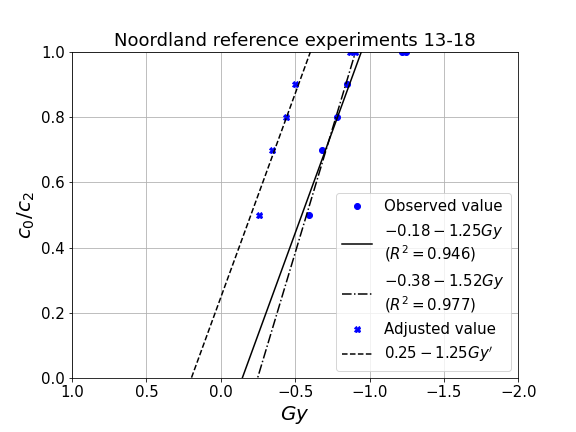 Noordland reference experiments 13-18
1.0
0.8
0.6
0.4
0.2
0.0
c₀/c₂
Observed value
−0.18 − 1.25Gy
(R² = 0.946)
−0.38 − 1.52Gy
(R² = 0.977)
Adjusted value
0.25 − 1.25Gy′
1.0 0.5 0.0 −0.5 −1.0 −1.5 −2.0
Gy